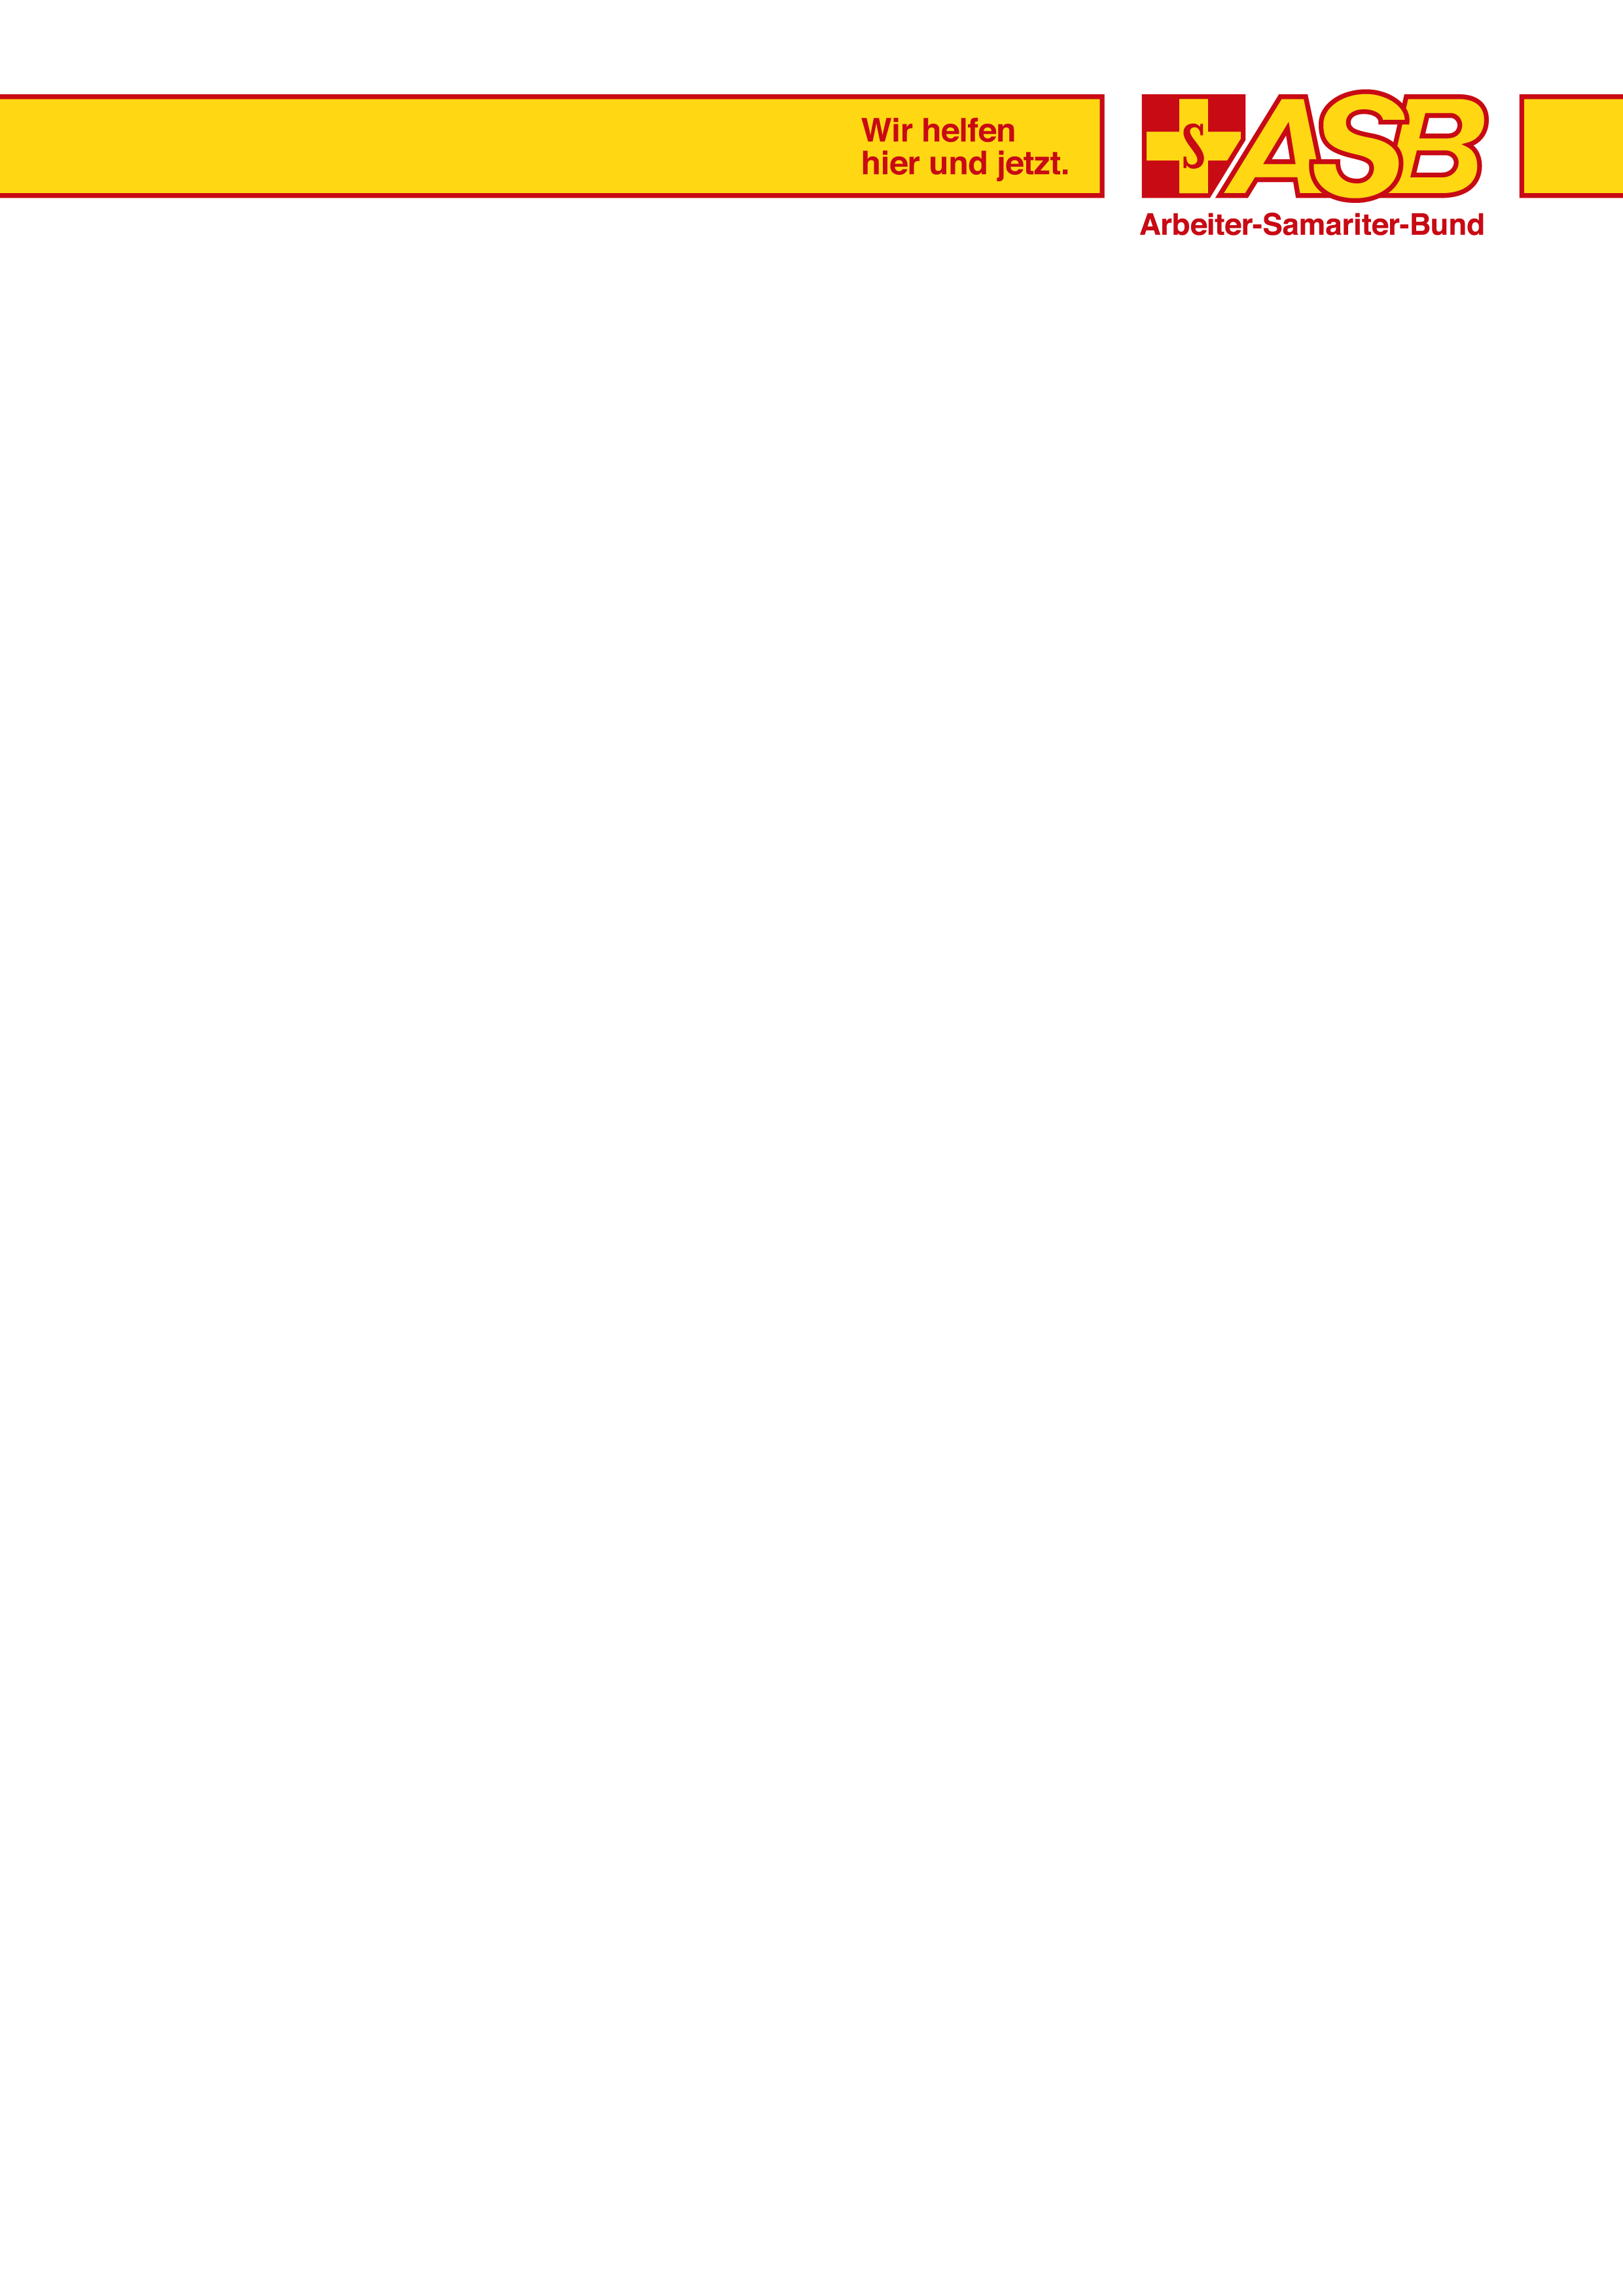 Wir helfen
hier und jetzt.
S
ASB
Arbeiter-Samariter-Bund